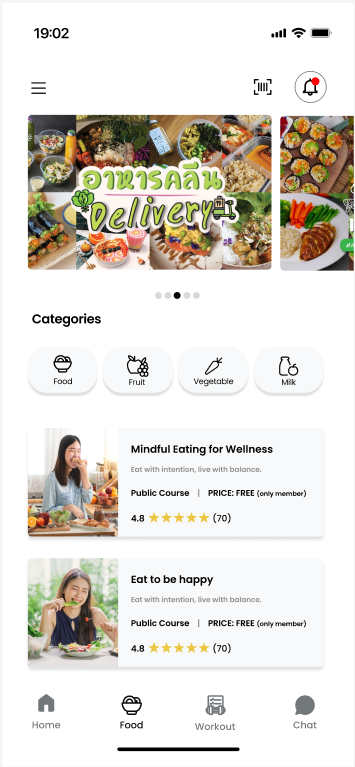 19:02
อาหารคลีน
Delivery
Categories
Food
Fruit
Vegetable
Milk
Mindful Eating for Wellness
Eat with intention, live with balance.
Public Course | PRICE: FREE (only member)
4.8 ★★★★★ (70)
Eat to be happy
Eat with intention, live with balance.
Public Course | PRICE: FREE (only member)
4.8 ★★★★★ (70)
Home
Food
Workout
Chat